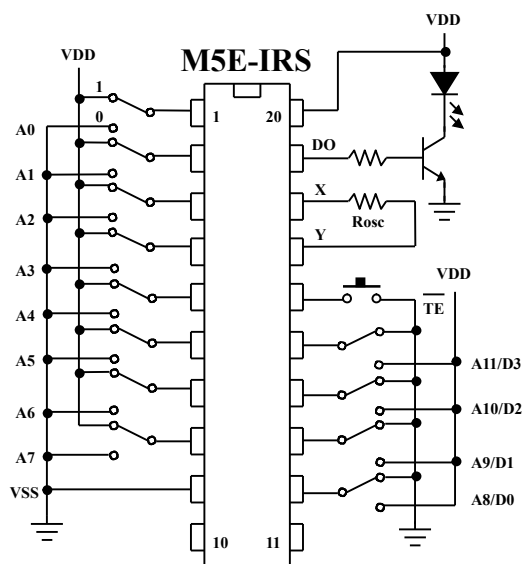 VDD
VDD
M5E-IRS
1
0
A0
A1
A2
A3
A4
A5
A6
A7
VSS
1
20
10
11
DO
X
Rosc
Y
TE
VDD
A11/D3
A10/D2
A9/D1
A8/D0